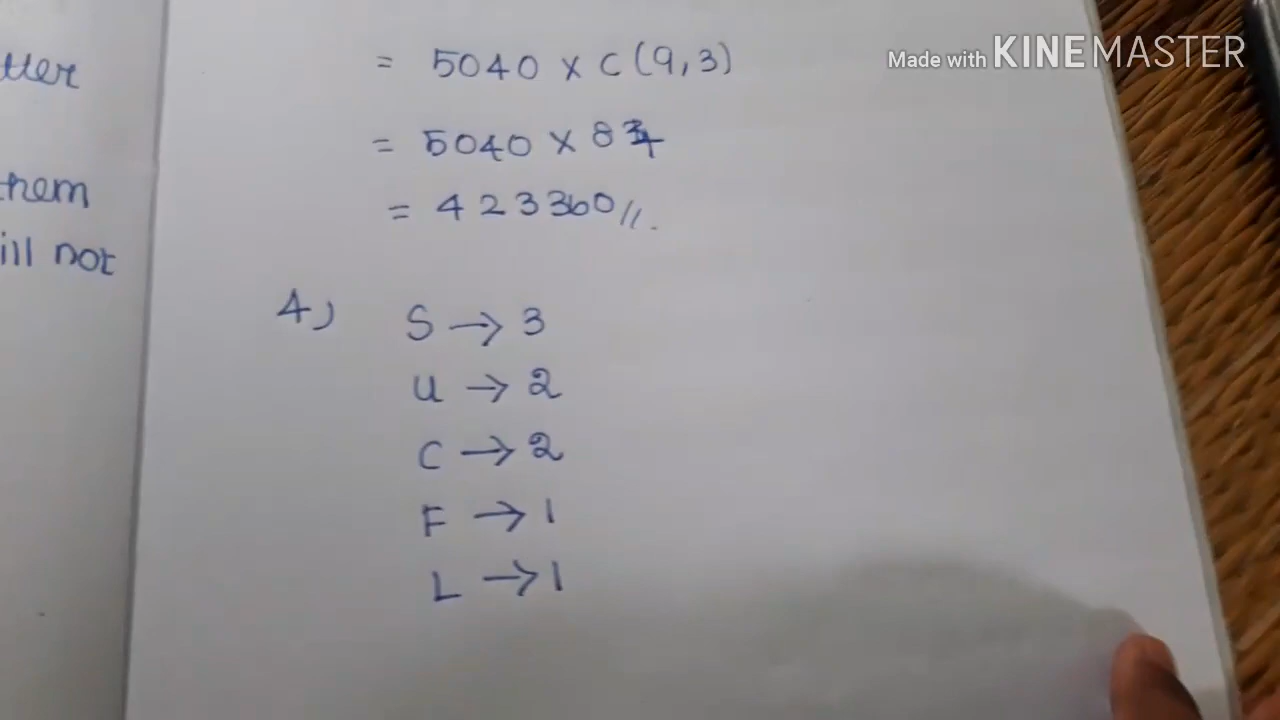 tter
them
ill not
= 5040 x C (9,3)
= 5040 x 84
= 423360 //.
4)
S → 3
U → 2
C → 2
F → 1
L → 1
Made with KINEMASTER